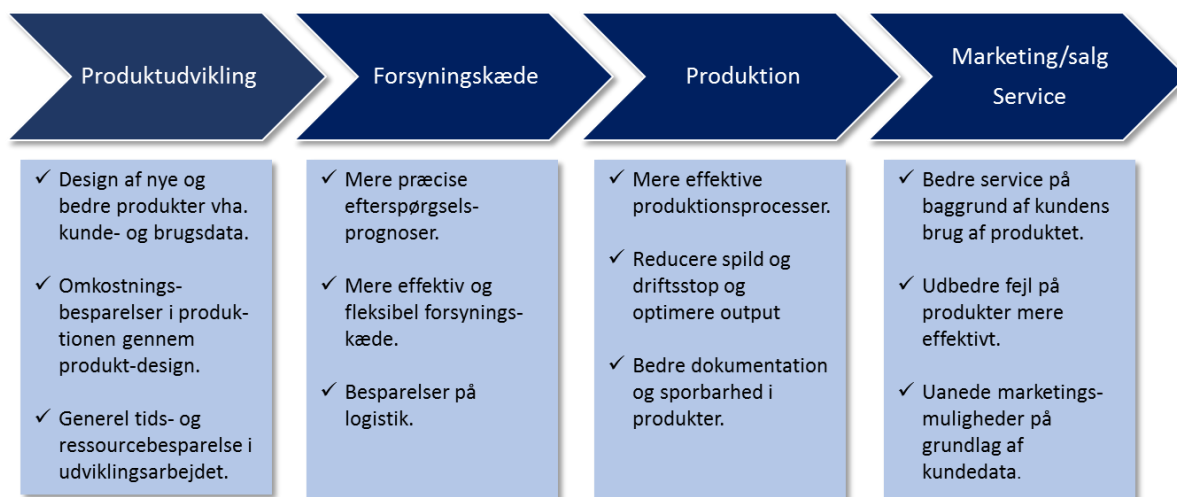 Produktudvikling
Forsyningskæde
Produktion
Marketing/salg
Service
✓ Design af nye og
bedre produkter vha.
kunde- og brugsdata.
✓ Omkostnings-
besparelser i produk-
tionen gennem
produkt-design.
✓ Generel tids- og
ressourcebesparelse i
udviklingsarbejdet.
✓ Mere præcise
efterspørgsels-
prognoser.
✓ Mere effektiv og
fleksibel forsynings-
kæde.
✓ Besparelser på
logistik.
✓ Mere effektive
produktionsprocesser.
✓ Reducere spild og
driftsstop og
optimere output
✓ Bedre dokumentation
og sporbarhed i
produkter.
✓ Bedre service på
baggrund af kundens
brug af produktet.
✓ Udbedre fejl på
produkter mere
effektivt.
✓ Uanede marketings-
muligheder på
grundlag af
kundedata.